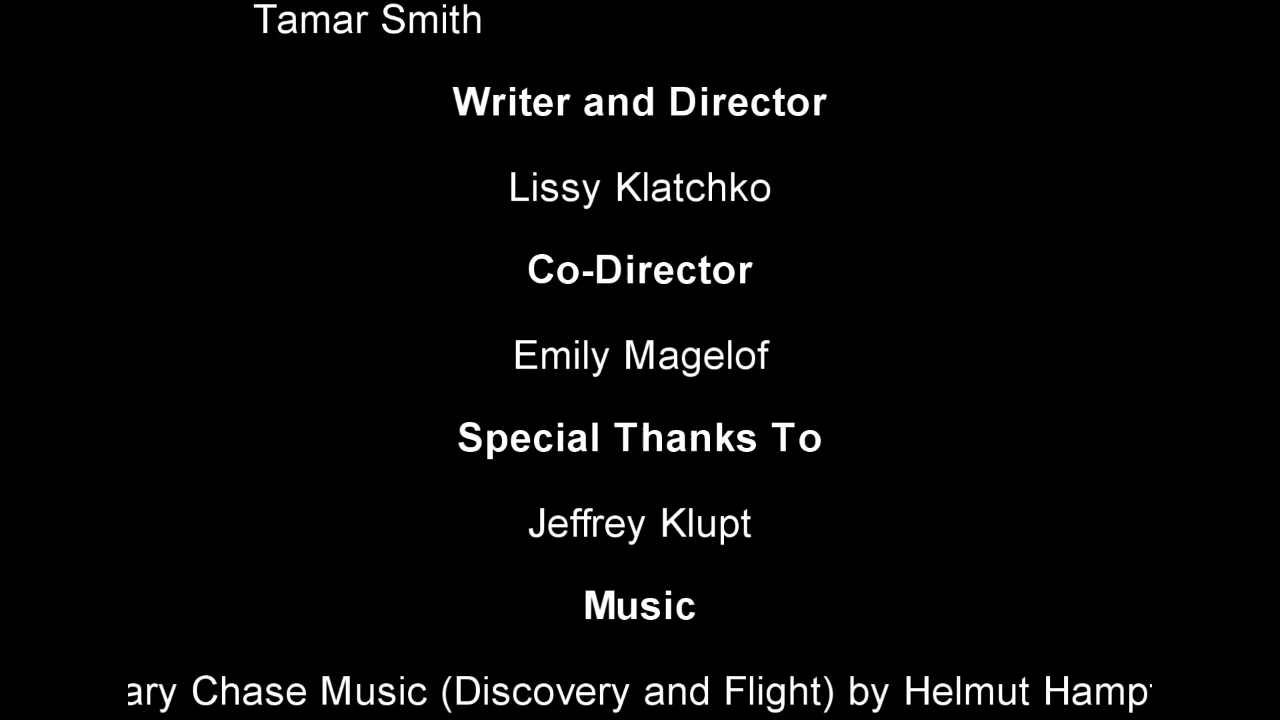 Tamar Smith
Writer and Director
Lissy Klatchko
Co-Director
Emily Magelof
Special Thanks To
Jeffrey Klupt
Music
Chase Music (Discovery and Flight) by Helmut